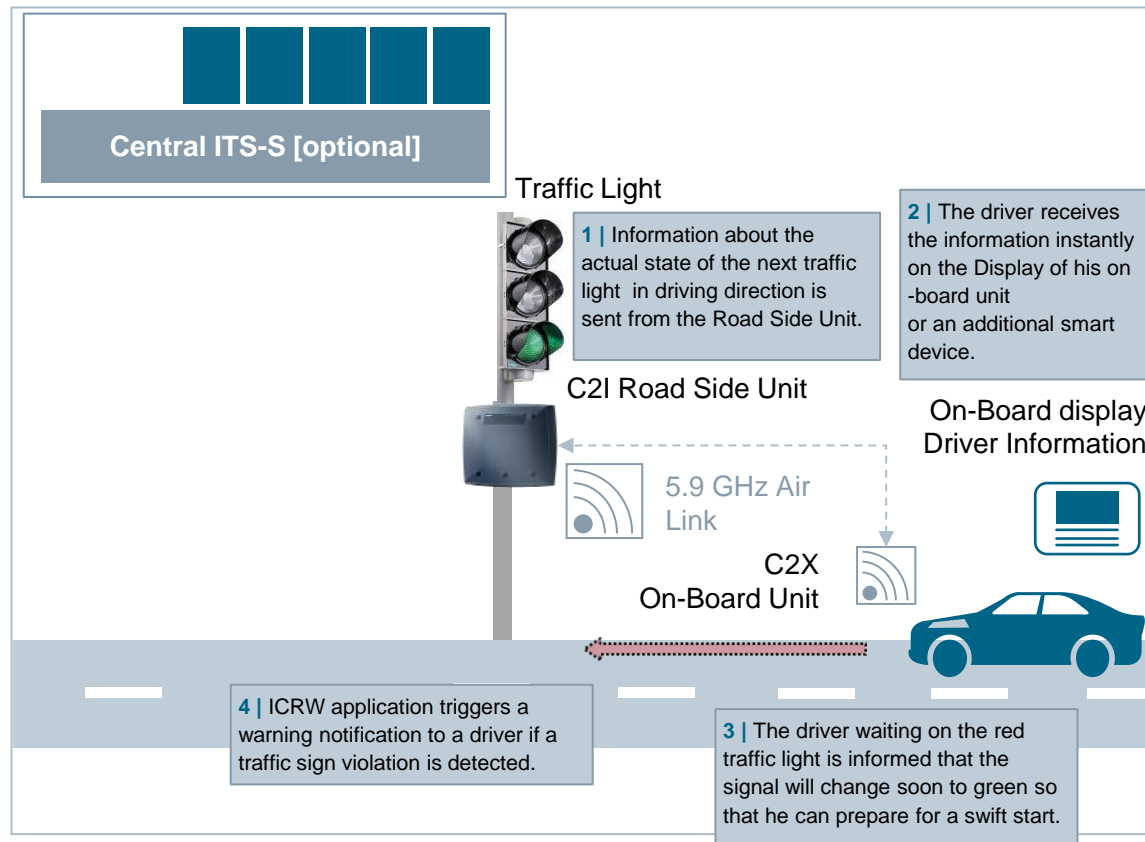 Central ITS-S [optional]
Traffic Light
1 | Information about the
actual state of the next traffic
light in driving direction is
sent from the Road Side Unit.
2 | The driver receives
the information instantly
on the Display of his on
-board unit
or an additional smart
device.
C2I Road Side Unit
On-Board display
Driver Information
5.9 GHz Air
Link
C2X
On-Board Unit
4 | ICRW application triggers a
warning notification to a driver if a
traffic sign violation is detected.
3 | The driver waiting on the red
traffic light is informed that the
signal will change soon to green so
that he can prepare for a swift start.